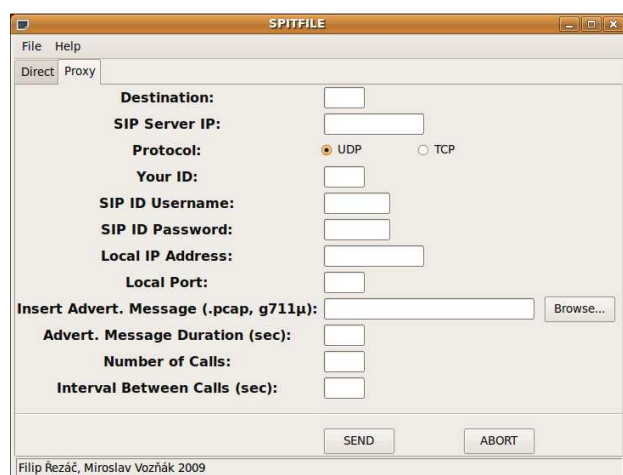 SPITFILE
File Help
Direct Proxy
Destination:
SIP Server IP:
Protocol: UDP TCP
Your ID:
SIP ID Username:
SIP ID Password:
Local IP Address:
Local Port:
Insert Advert. Message (.pcap, g711µ): Browse...
Advert. Message Duration (sec):
Number of Calls:
Interval Between Calls (sec):
SEND ABORT
Filip Řezáč, Miroslav Vozňák 2009